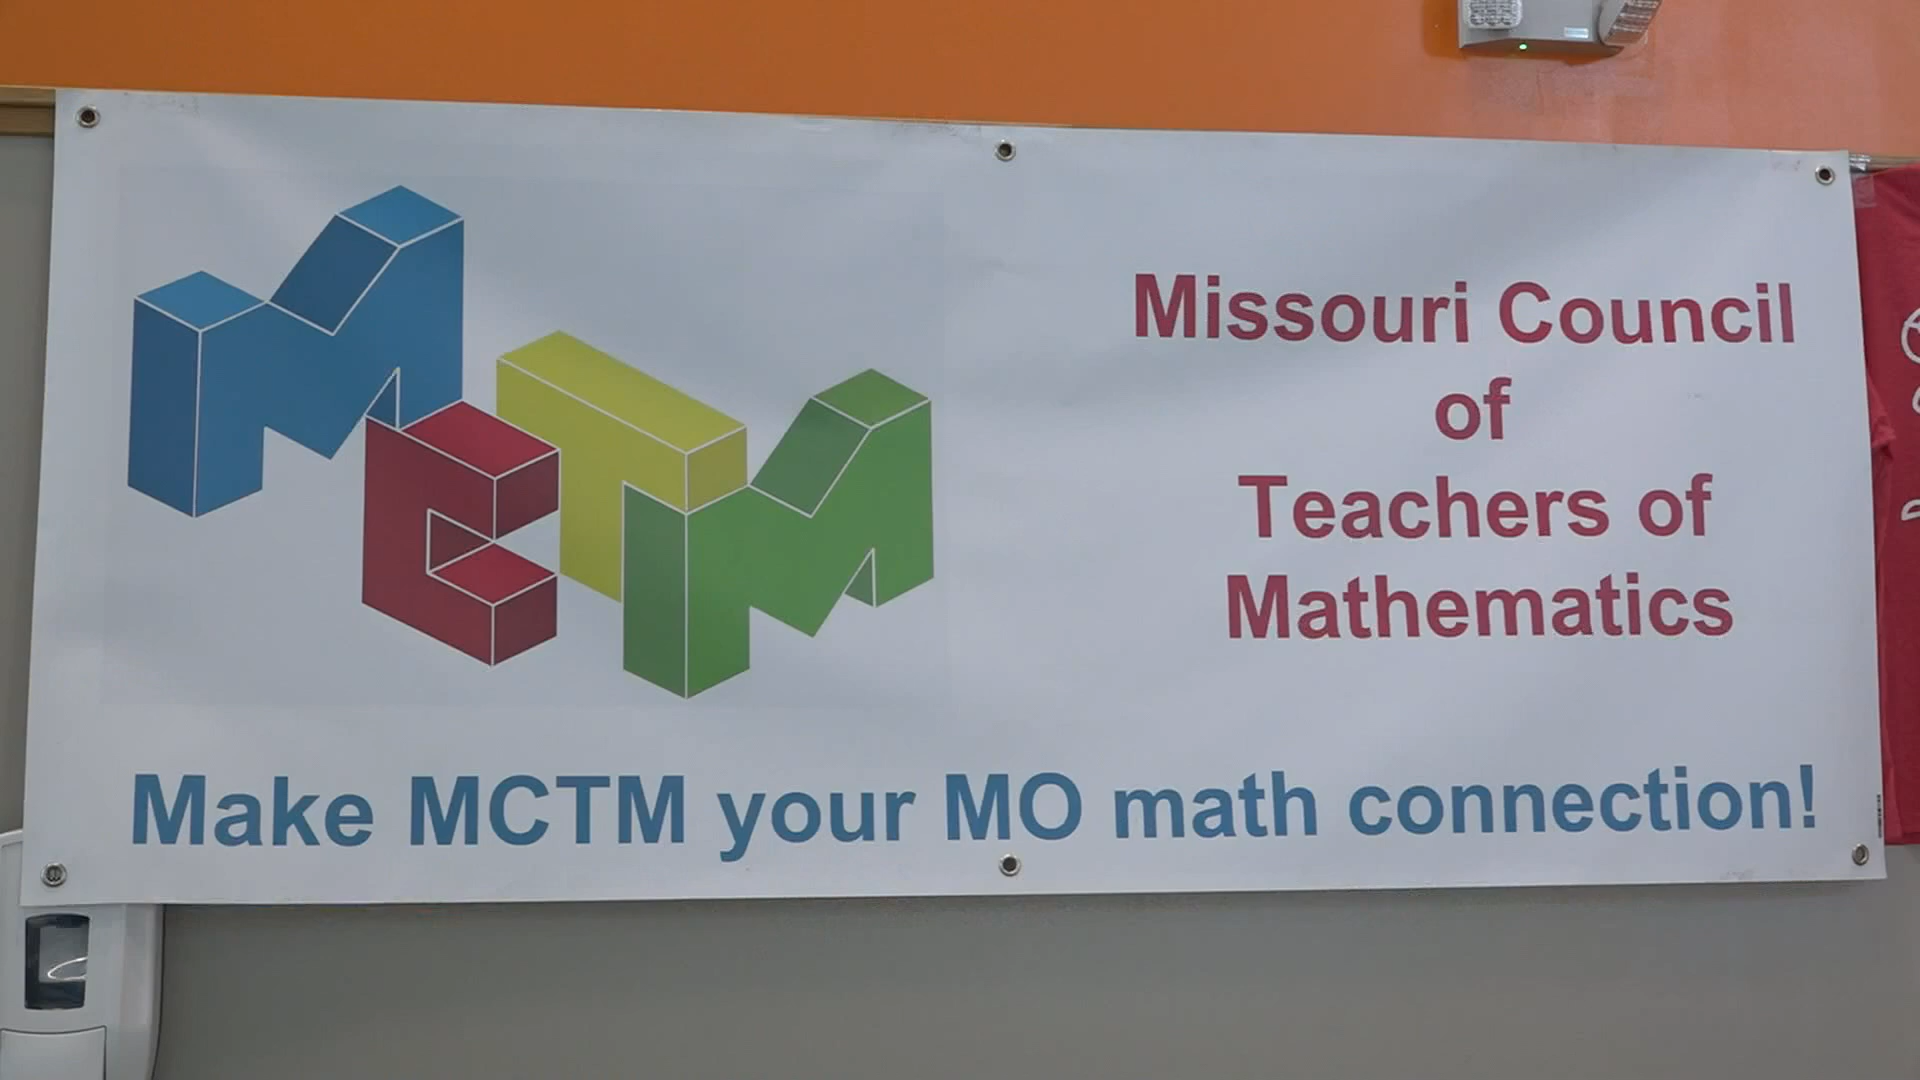 MCTM
Missouri Council
of
Teachers of
Mathematics
Make MCTM your MO math connection!